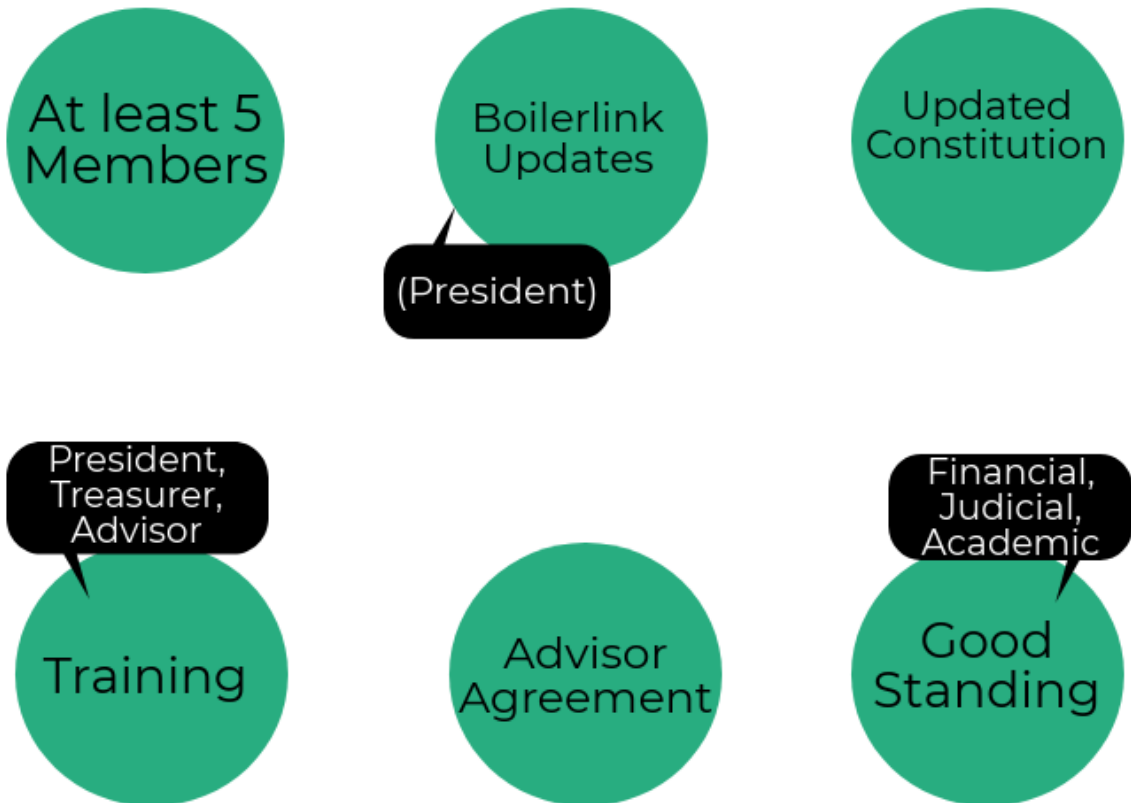 At least 5
Members
Boilerlink
Updates
(President)
Updated
Constitution
President,
Treasurer,
Advisor
Training
Advisor
Agreement
Financial,
Judicial,
Academic
Good
Standing